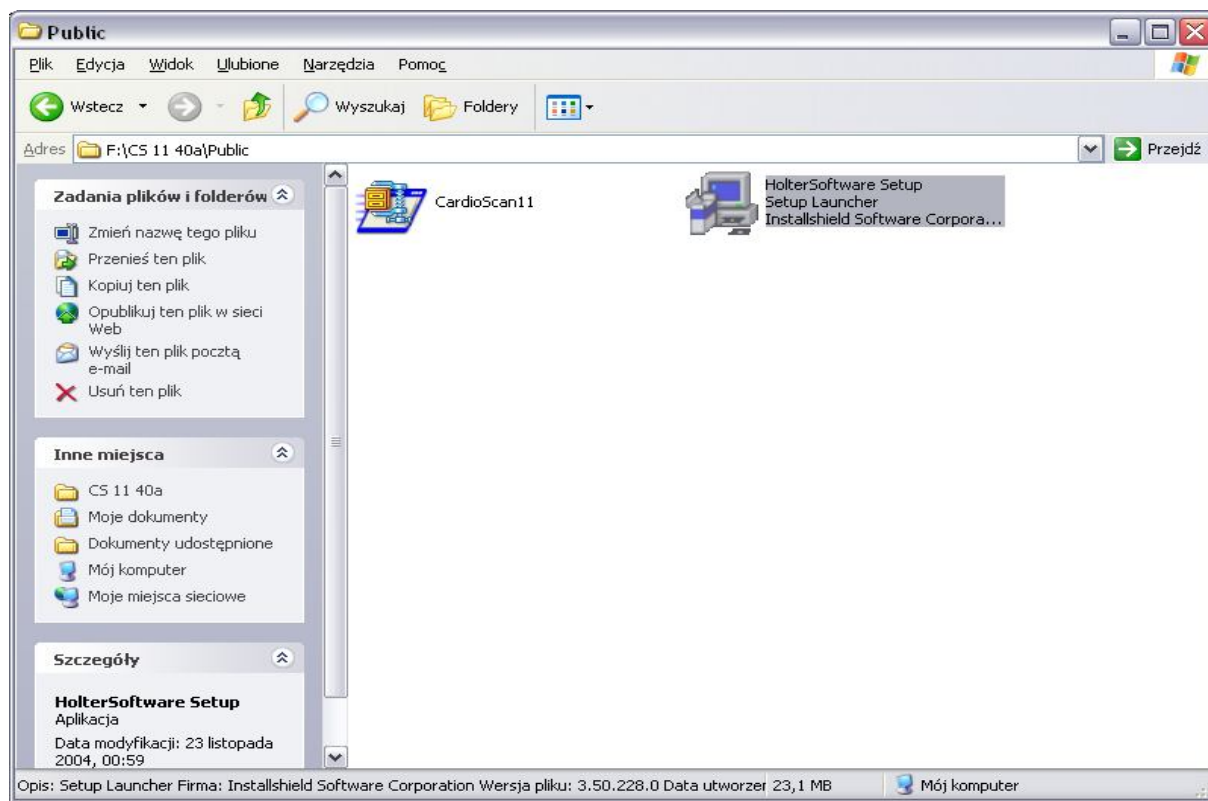 Public
Plik Edycja Widok Ulubione Narzędzia Pomoc
Wstecz Wyszukaj Foldery
Adres F:\CS 11 40a\Public Przejdź
Zadania plików i folderów
Zmień nazwę tego pliku
Przenieś ten plik
Kopiuj ten plik
Opublikuj ten plik w sieci
Web
Wyślij ten plik pocztą
e-mail
Usuń ten plik
Inne miejsca
CS 11 40a
Moje dokumenty
Dokumenty udostępnione
Mój komputer
Moje miejsca sieciowe
Szczegóły
HolterSoftware Setup
Aplikacja
Data modyfikacji: 23 listopada
2004, 00:59
CardioScan11
HolterSoftware Setup
Setup Launcher
Installshield Software Corpora...
Opis: Setup Launcher Firma: Installshield Software Corporation Wersja pliku: 3.50.228.0 Data utworzer 23,1 MB Mój komputer